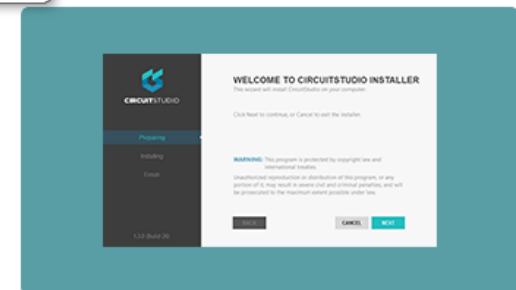 CIRCUITSTUDIO
Preparing
Installing
Finish
1.1.0 (Build 26)
WELCOME TO CIRCUITSTUDIO INSTALLER
This wizard will install CircuitStudio on your computer.
Click Next to continue, or Cancel to exit the installer.
WARNING: This program is protected by copyright law and
international treaties.
Unauthorized reproduction or distribution of this program, or any
portion of it, may result in severe civil and criminal penalties, and will
be prosecuted to the maximum extent possible under law.
BACK
CANCEL
NEXT